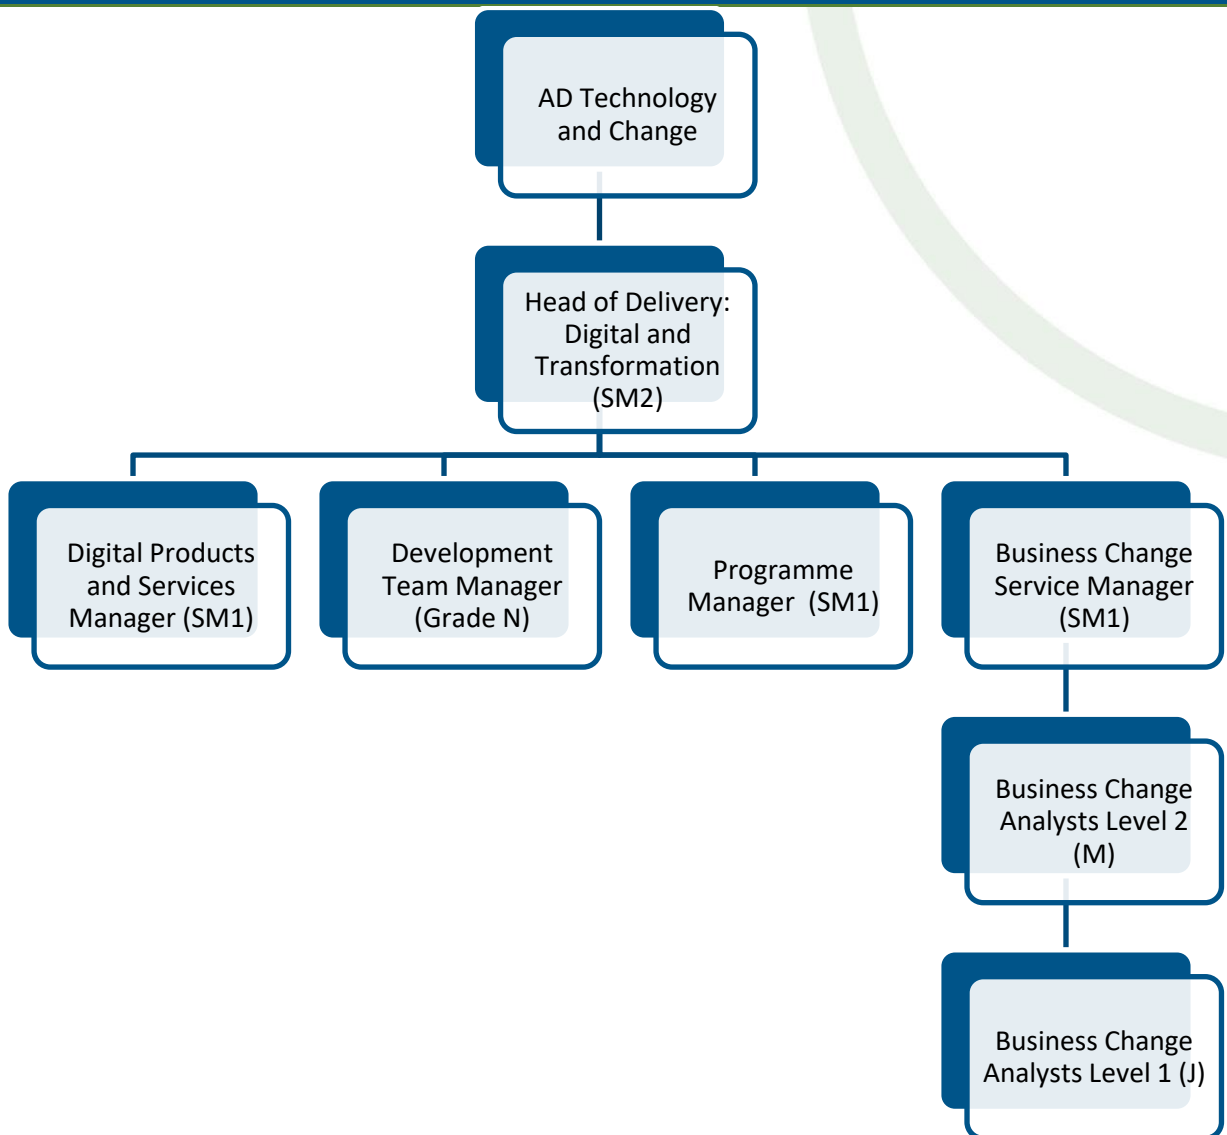 AD Technology
and Change
Head of Delivery:
Digital and
Transformation
(SM2)
Digital Products
and Services
Manager (SM1)
Development
Team Manager
(Grade N)
Programme
Manager  (SM1)
Business Change
Service Manager
(SM1)
Business Change
Analysts Level 2
(M)
Business Change
Analysts Level 1 (J)